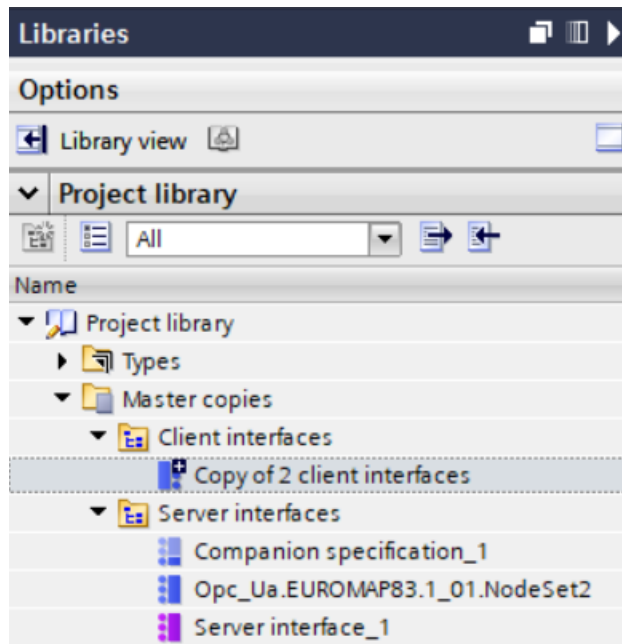 Libraries
Options
Library view
Project library
All
Name
Project library
Types
Master copies
Client interfaces
Copy of 2 client interfaces
Server interfaces
Companion specification_1
Opc_Ua.EUROMAP83.1_01.NodeSet2
Server interface_1